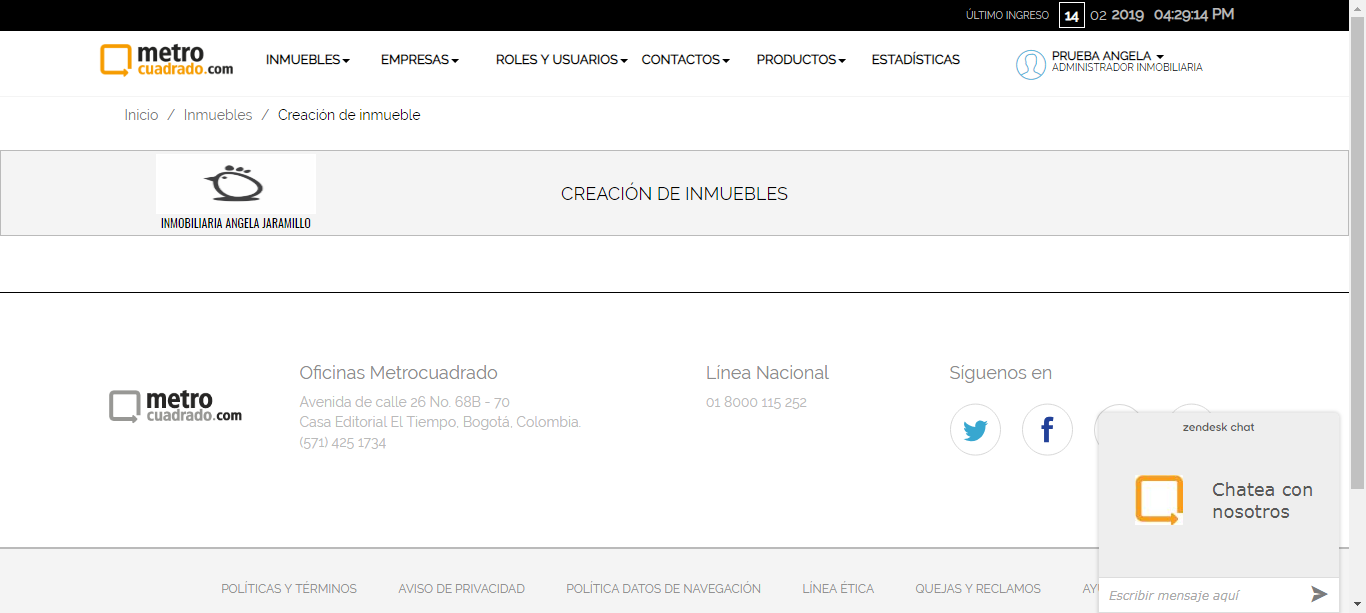 ÚLTIMO INGRESO 14 02 2019 04:29:14 PM
metro
cuadrado.com
INMUEBLES EMPRESAS ROLES Y USUARIOS CONTACTOS PRODUCTOS ESTADÍSTICAS
PRUEBA ANGELA
ADMINISTRADOR INMOBILIARIA
Inicio / Inmuebles / Creación de inmueble
INMOBILIARIA ANGELA JARAMILLO
CREACIÓN DE INMUEBLES
metro
cuadrado.com
Oficinas Metrocuadrado
Avenida de calle 26 No. 68B - 70
Casa Editorial El Tiempo, Bogotá, Colombia.
(571) 425 1734
Línea Nacional
01 8000 115 252
Síguenos en
zendesk chat
Chatea con
nosotros
Escribir mensaje aquí
POLÍTICAS Y TÉRMINOS AVISO DE PRIVACIDAD POLÍTICA DATOS DE NAVEGACIÓN LÍNEA ÉTICA QUEJAS Y RECLAMOS